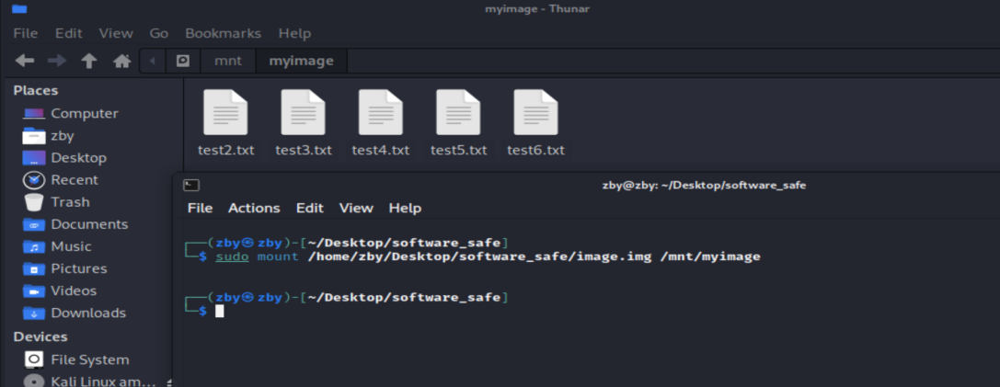 myimage - Thunar
File Edit View Go Bookmarks Help
mnt myimage
Places
Computer
zby
Desktop
Recent
Trash
Documents
Music
Pictures
Videos
Downloads
Devices
File System
Kali Linux am...
test2.txt test3.txt test4.txt test5.txt test6.txt
zby@zby: ~/Desktop/software_safe
File Actions Edit View Help
┌──(zby㉿zby)-[~/Desktop/software_safe]
└─$ sudo mount /home/zby/Desktop/software_safe/image.img /mnt/myimage
┌──(zby㉿zby)-[~/Desktop/software_safe]
└─$